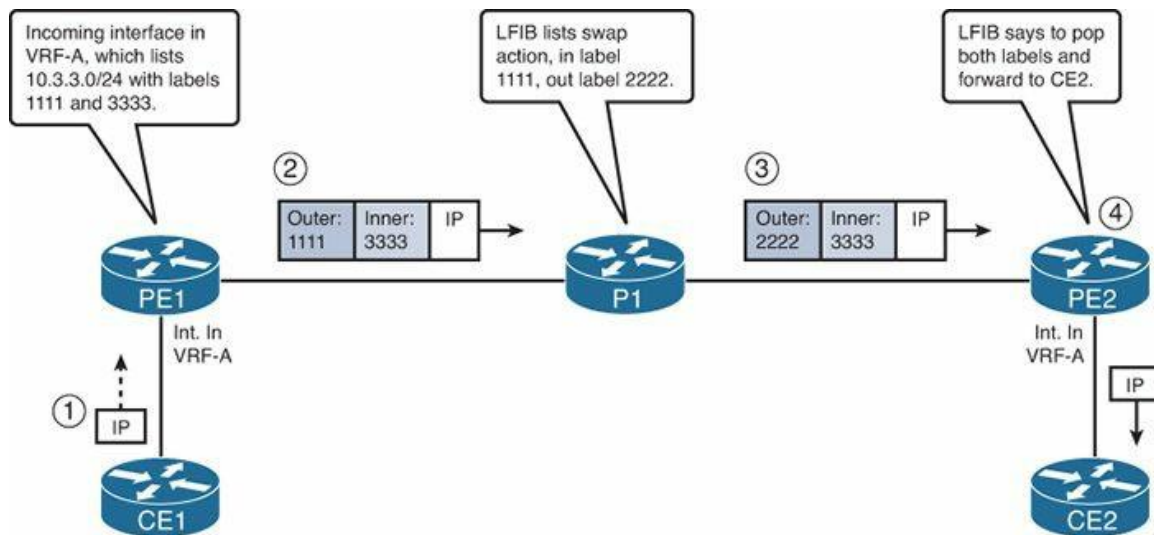 Incoming interface in
VRF-A, which lists
10.3.3.0/24 with labels
1111 and 3333.
LFIB lists swap
action, in label
1111, out label 2222.
LFIB says to pop
both labels and
forward to CE2.
2
Outer:
1111
Inner:
3333
IP
3
Outer:
2222
Inner:
3333
IP
4
PE1
P1
PE2
Int. In
VRF-A
Int. In
VRF-A
1
IP
IP
CE1
CE2